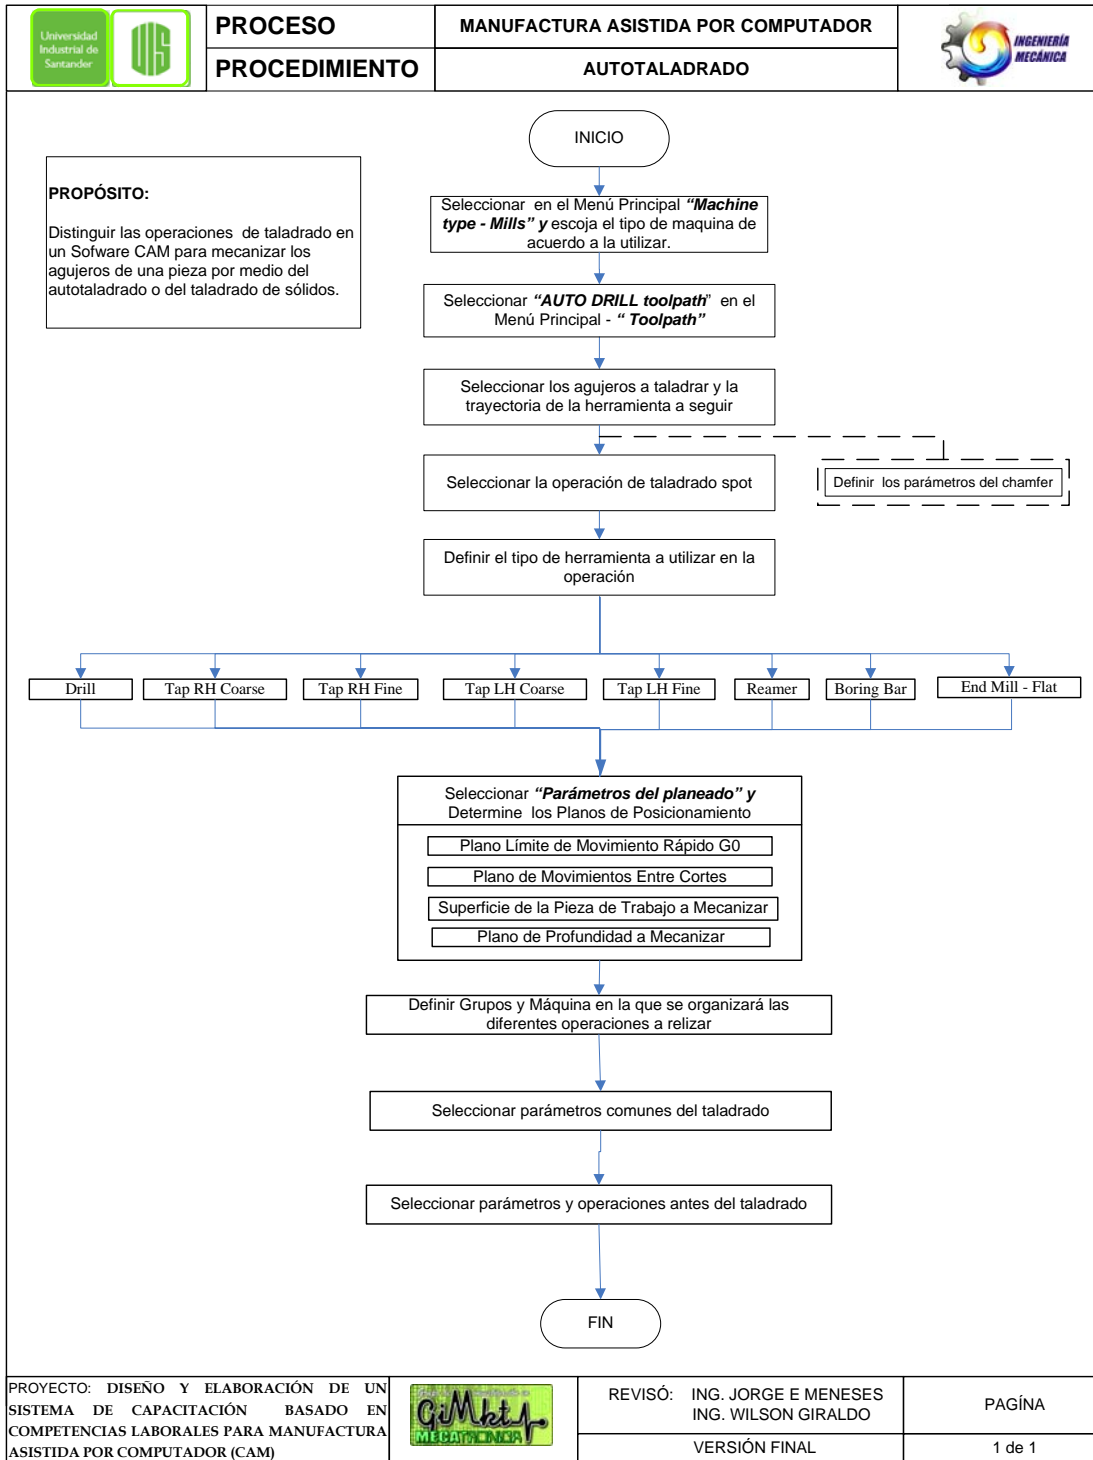 Universidad
Industrial de
Santander
UIS
PROCESO
MANUFACTURA ASISTIDA POR COMPUTADOR
PROCEDIMIENTO
AUTOTALADRADO
INGENIERÍA
MECÁNICA
INICIO
PROPÓSITO:
Distinguir las operaciones de taladrado en
un Sofware CAM para mecanizar los
agujeros de una pieza por medio del
autotaladrado o del taladrado de sólidos.
Seleccionar en el Menú Principal “Machine
type - Mills” y escoja el tipo de maquina de
acuerdo a la utilizar.
Seleccionar “AUTO DRILL toolpath” en el
Menú Principal - “ Toolpath”
Seleccionar los agujeros a taladrar y la
trayectoria de la herramienta a seguir
Seleccionar la operación de taladrado spot
Definir los parámetros del chamfer
Definir el tipo de herramienta a utilizar en la
operación
Drill
Tap RH Coarse
Tap RH Fine
Tap LH Coarse
Tap LH Fine
Reamer
Boring Bar
End Mill - Flat
Seleccionar “Parámetros del planeado” y
Determine los Planos de Posicionamiento
Plano Límite de Movimiento Rápido G0
Plano de Movimientos Entre Cortes
Superficie de la Pieza de Trabajo a Mecanizar
Plano de Profundidad a Mecanizar
Definir Grupos y Máquina en la que se organizará las
diferentes operaciones a relizar
Seleccionar parámetros comunes del taladrado
Seleccionar parámetros y operaciones antes del taladrado
FIN
PROYECTO: DISEÑO Y ELABORACIÓN DE UN
SISTEMA DE CAPACITACIÓN BASADO EN
COMPETENCIAS LABORALES PARA MANUFACTURA
ASISTIDA POR COMPUTADOR (CAM)
GiMkt
MECATRONICA
REVISÓ: ING. JORGE E MENESES
ING. WILSON GIRALDO
VERSIÓN FINAL
PAGÍNA
1 de 1